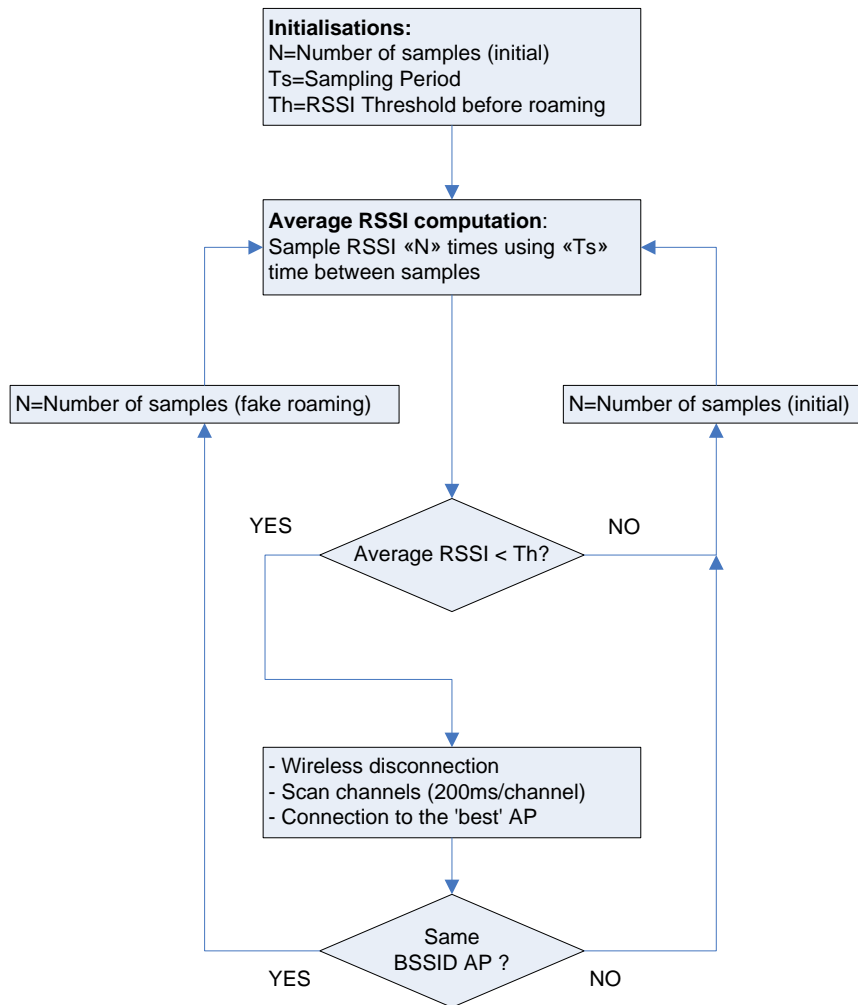 Initialisations:
N=Number of samples (initial)
Ts=Sampling Period
Th=RSSI Threshold before roaming
Average RSSI computation:
Sample RSSI «N» times using «Ts»
time between samples
N=Number of samples (fake roaming)
N=Number of samples (initial)
YES
NO
Average RSSI < Th?
- Wireless disconnection
- Scan channels (200ms/channel)
- Connection to the 'best' AP
Same
BSSID AP ?
YES
NO